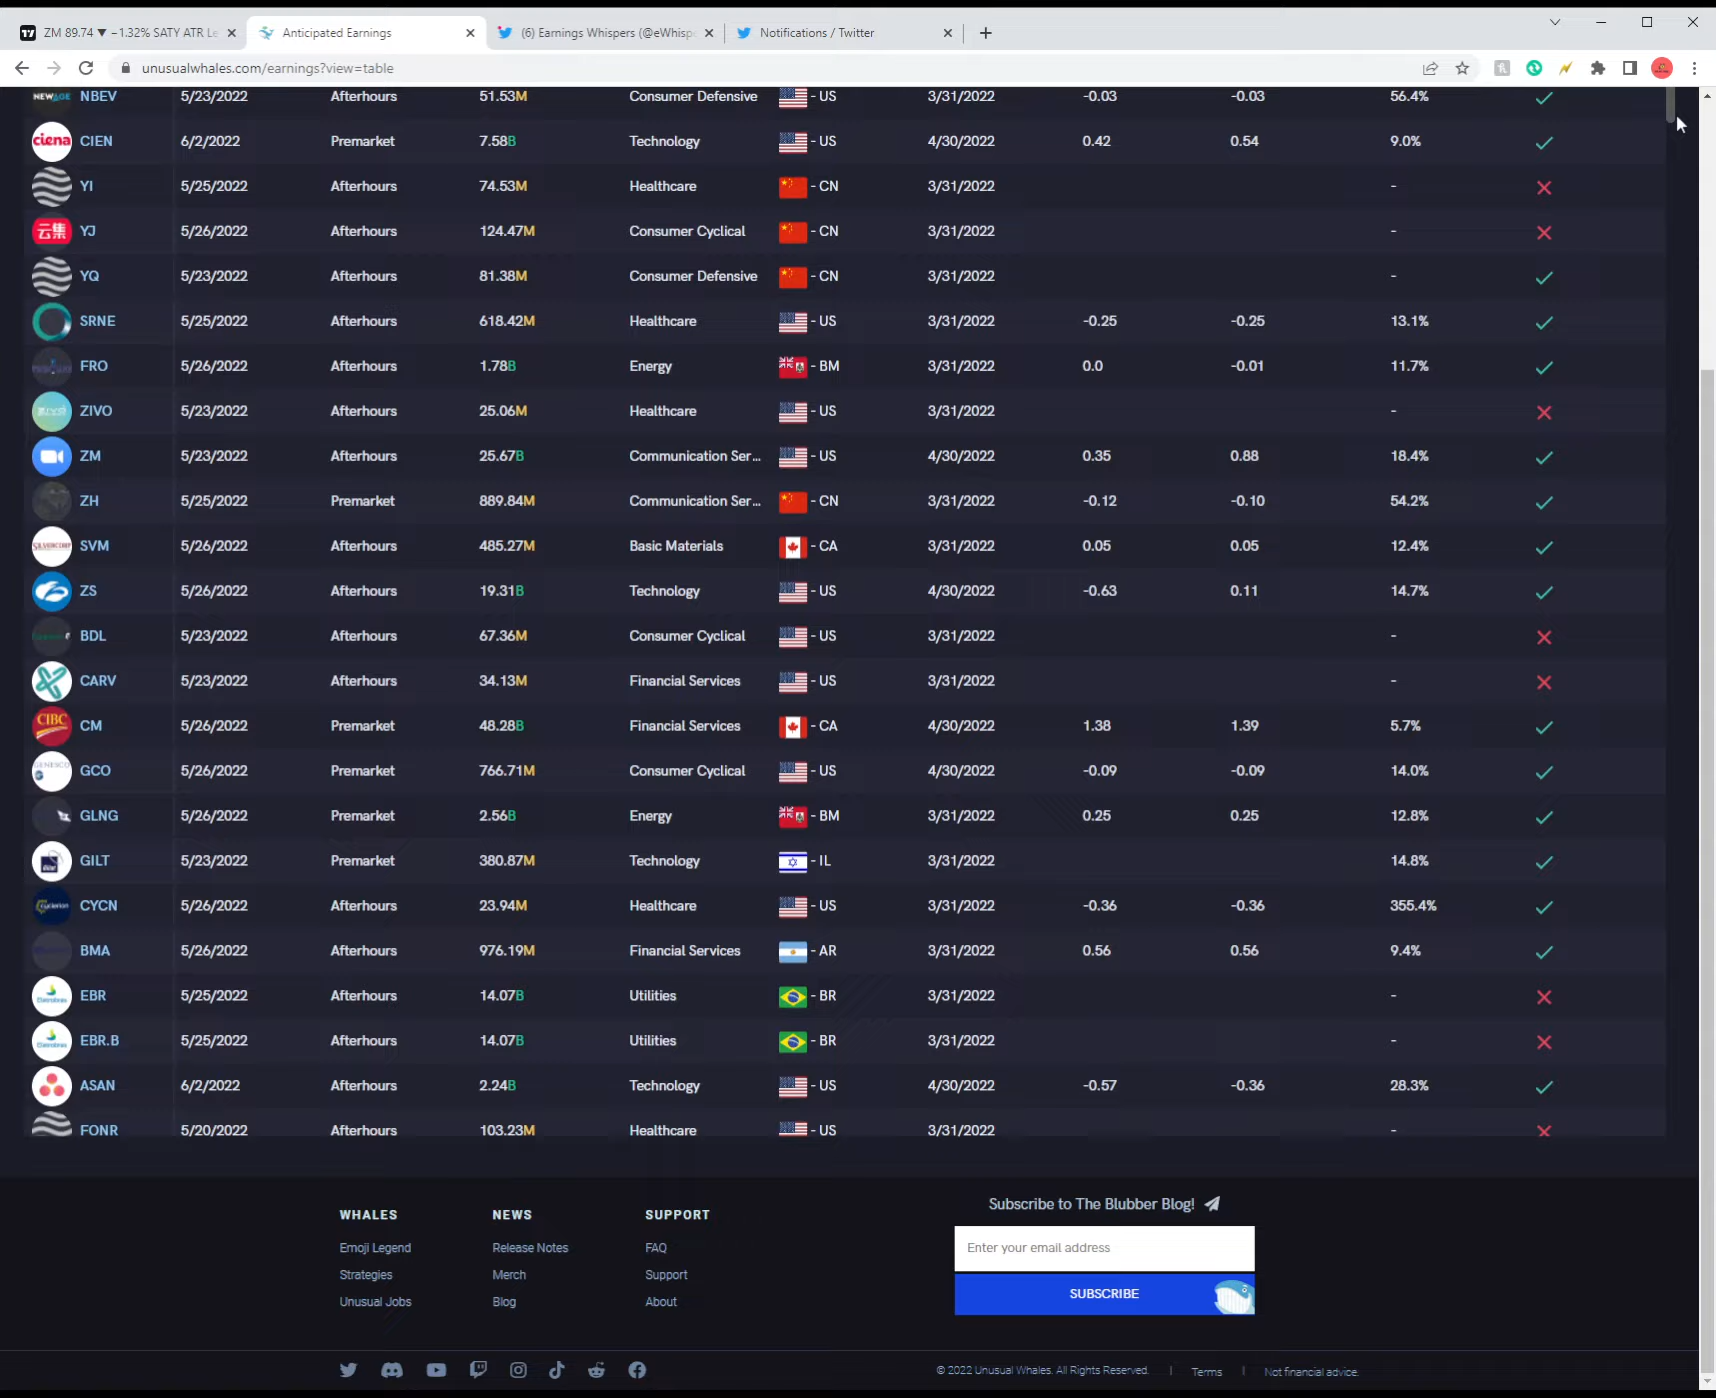 ZM 89.74 ▼ −1.32% SATY ATR Le
Anticipated Earnings
(6) Earnings Whispers (@eWhisp
Notifications / Twitter
unusualwhales.com/earnings?view=table
NBEV 5/23/2022 Afterhours 51.53M Consumer Defensive - US 3/31/2022 -0.03 -0.03 56.4%
ciena CIEN 6/2/2022 Premarket 7.58B Technology - US 4/30/2022 0.42 0.54 9.0%
YI 5/25/2022 Afterhours 74.53M Healthcare - CN 3/31/2022 -
云集 YJ 5/26/2022 Afterhours 124.47M Consumer Cyclical - CN 3/31/2022 -
YQ 5/23/2022 Afterhours 81.38M Consumer Defensive - CN 3/31/2022 -
SRNE 5/25/2022 Afterhours 618.42M Healthcare - US 3/31/2022 -0.25 -0.25 13.1%
FRO 5/26/2022 Afterhours 1.78B Energy - BM 3/31/2022 0.0 -0.01 11.7%
ZIVO 5/23/2022 Afterhours 25.06M Healthcare - US 3/31/2022 -
ZM 5/23/2022 Afterhours 25.67B Communication Ser... - US 4/30/2022 0.35 0.88 18.4%
ZH 5/25/2022 Premarket 889.84M Communication Ser... - CN 3/31/2022 -0.12 -0.10 54.2%
SVM 5/26/2022 Afterhours 485.27M Basic Materials - CA 3/31/2022 0.05 0.05 12.4%
ZS 5/26/2022 Afterhours 19.31B Technology - US 4/30/2022 -0.63 0.11 14.7%
BDL 5/23/2022 Afterhours 67.36M Consumer Cyclical - US 3/31/2022 -
CARV 5/23/2022 Afterhours 34.13M Financial Services - US 3/31/2022 -
CIBC CM 5/26/2022 Premarket 48.28B Financial Services - CA 4/30/2022 1.38 1.39 5.7%
GCO 5/26/2022 Premarket 766.71M Consumer Cyclical - US 4/30/2022 -0.09 -0.09 14.0%
GLNG 5/26/2022 Premarket 2.56B Energy - BM 3/31/2022 0.25 0.25 12.8%
GILT 5/23/2022 Premarket 380.87M Technology - IL 3/31/2022 14.8%
CYCN 5/26/2022 Afterhours 23.94M Healthcare - US 3/31/2022 -0.36 -0.36 355.4%
BMA 5/26/2022 Afterhours 976.19M Financial Services - AR 3/31/2022 0.56 0.56 9.4%
EBR 5/25/2022 Afterhours 14.07B Utilities - BR 3/31/2022 -
EBR.B 5/25/2022 Afterhours 14.07B Utilities - BR 3/31/2022 -
ASAN 6/2/2022 Afterhours 2.24B Technology - US 4/30/2022 -0.57 -0.36 28.3%
FONR 5/20/2022 Afterhours 103.23M Healthcare - US 3/31/2022 -
WHALES
Emoji Legend
Strategies
Unusual Jobs
NEWS
Release Notes
Merch
Blog
SUPPORT
FAQ
Support
About
Subscribe to The Blubber Blog!
Enter your email address
SUBSCRIBE
© 2022 Unusual Whales. All Rights Reserved. | Terms | Not financial advice.